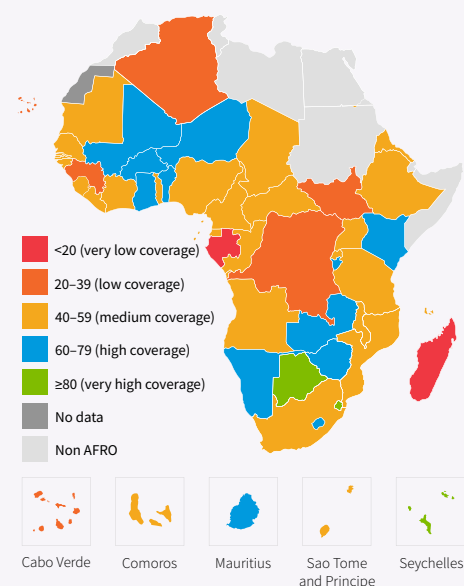 <20 (very low coverage)
20–39 (low coverage)
40–59 (medium coverage)
60–79 (high coverage)
≥80 (very high coverage)
No data
Non AFRO
Cabo Verde
Comoros
Mauritius
Sao Tome
and Principe
Seychelles